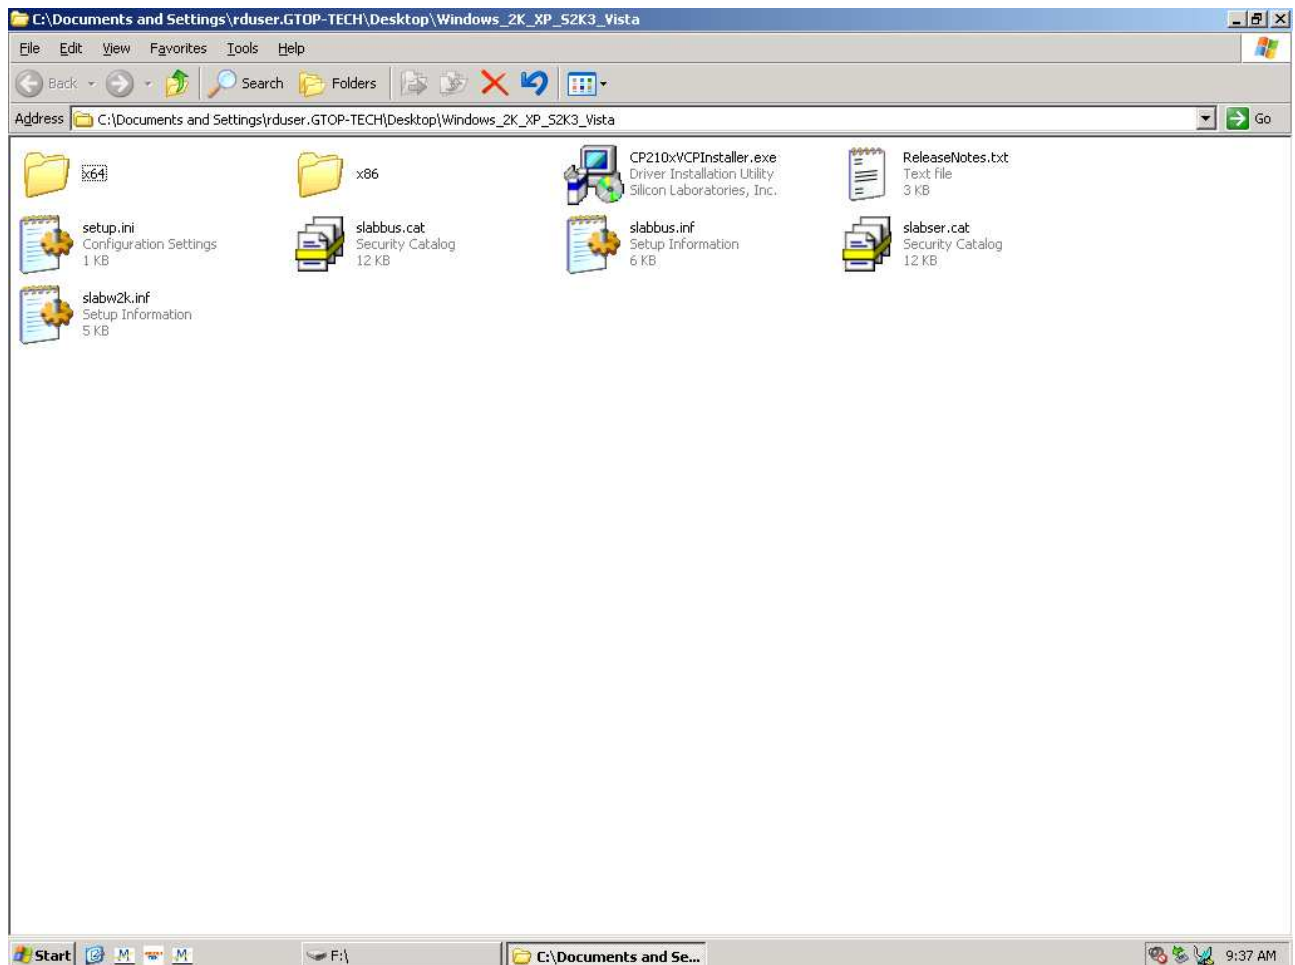 C:\Documents and Settings\rduser.GTOP-TECH\Desktop\Windows_2K_XP_S2K3_Vista
File Edit View Favorites Tools Help
Back Search Folders
Address C:\Documents and Settings\rduser.GTOP-TECH\Desktop\Windows_2K_XP_S2K3_Vista Go
x64
x86
CP210xVCPInstaller.exe
Driver Installation Utility
Silicon Laboratories, Inc.
ReleaseNotes.txt
Text file
3 KB
setup.ini
Configuration Settings
1 KB
slabbus.cat
Security Catalog
12 KB
slabbus.inf
Setup Information
6 KB
slabser.cat
Security Catalog
12 KB
slabw2k.inf
Setup Information
5 KB
Start M M F:\ C:\Documents and Se... 9:37 AM